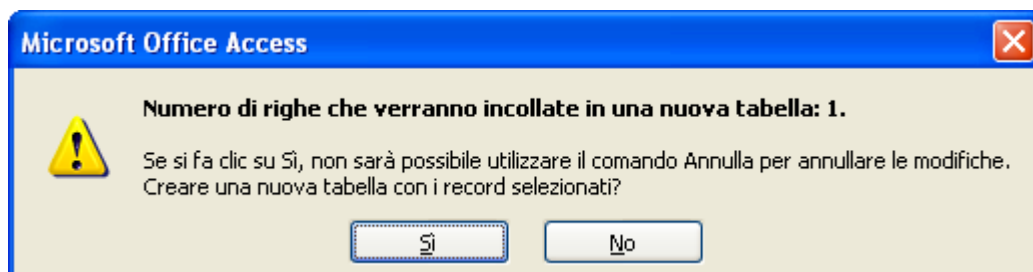 Microsoft Office Access
Numero di righe che verranno incollate in una nuova tabella: 1.
Se si fa clic su Sì, non sarà possibile utilizzare il comando Annulla per annullare le modifiche.
Creare una nuova tabella con i record selezionati?
Sì
No